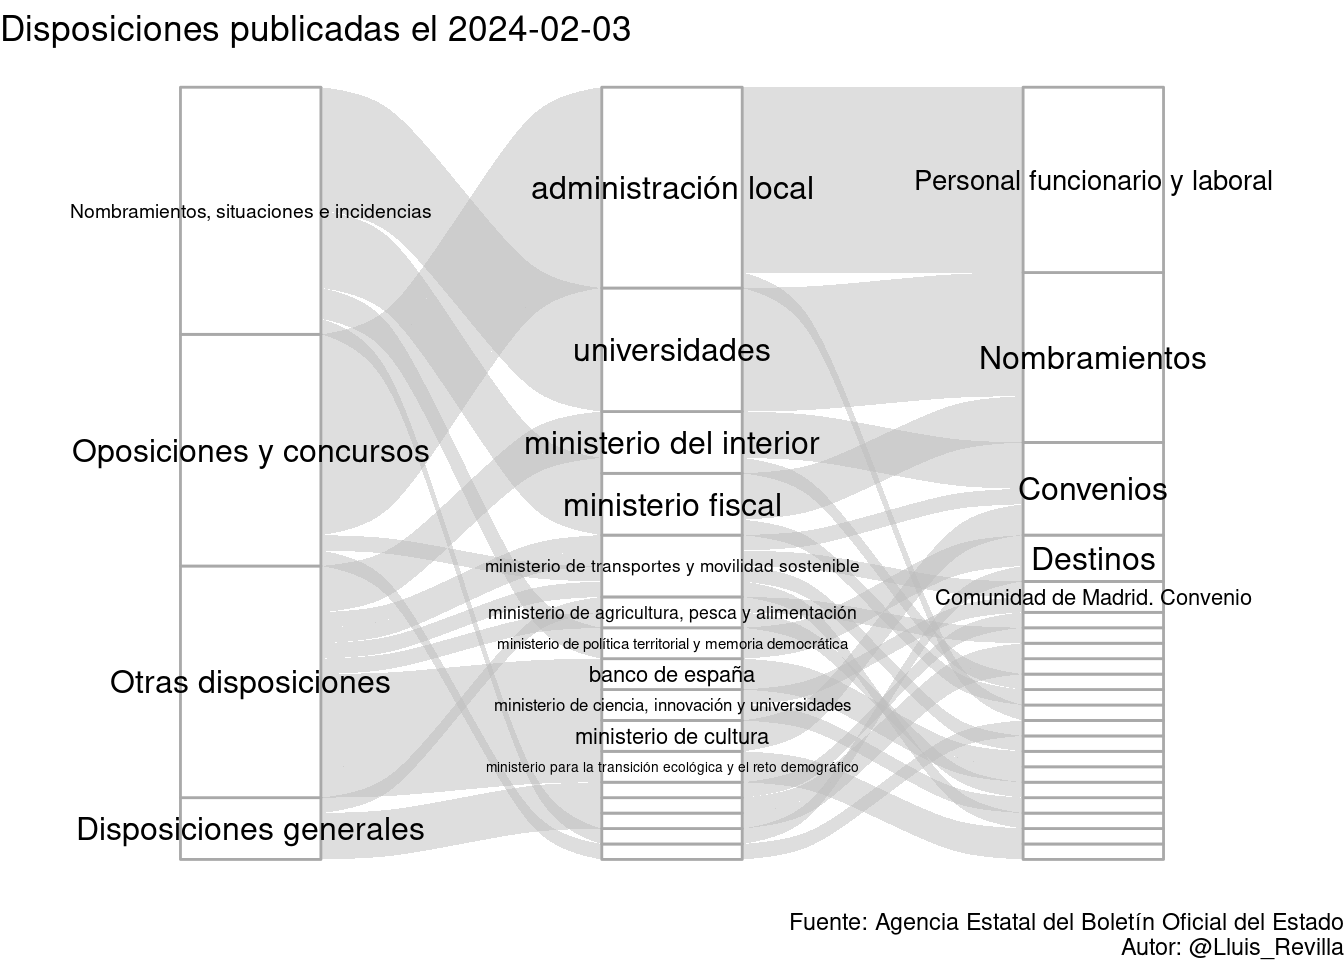 Disposiciones publicadas el 2024-02-03
Nombramientos, situaciones e incidencias
Oposiciones y concursos
Otras disposiciones
Disposiciones generales
administración local
universidades
ministerio del interior
ministerio fiscal
ministerio de transportes y movilidad sostenible
ministerio de agricultura, pesca y alimentación
ministerio de política territorial y memoria democrática
banco de españa
ministerio de ciencia, innovación y universidades
ministerio de cultura
ministerio para la transición ecológica y el reto demográfico
Personal funcionario y laboral
Nombramientos
Convenios
Destinos
Comunidad de Madrid. Convenio
Fuente: Agencia Estatal del Boletín Oficial del Estado
Autor: @Lluis_Revilla